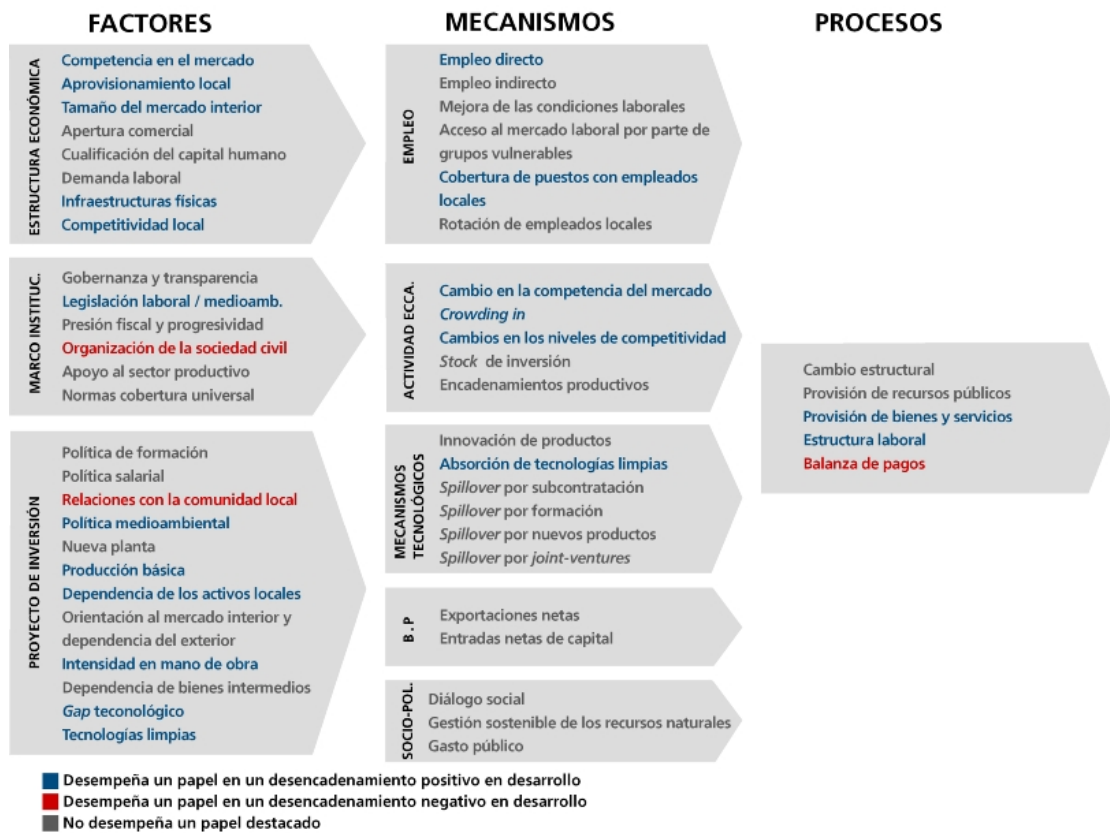 FACTORES
ESTRUCTURA ECONÓMICA
Competencia en el mercado
Aprovisionamiento local
Tamaño del mercado interior
Apertura comercial
Cualificación del capital humano
Demanda laboral
Infraestructuras físicas
Competitividad local
MARCO INSTITUC.
Gobernanza y transparencia
Legislación laboral / medioamb.
Presión fiscal y progresividad
Organización de la sociedad civil
Apoyo al sector productivo
Normas cobertura universal
PROYECTO DE INVERSIÓN
Política de formación
Política salarial
Relaciones con la comunidad local
Política medioambiental
Nueva planta
Producción básica
Dependencia de los activos locales
Orientación al mercado interior y
dependencia del exterior
Intensidad en mano de obra
Dependencia de bienes intermedios
Gap teconológico
Tecnologías limpias
MECANISMOS
EMPLEO
Empleo directo
Empleo indirecto
Mejora de las condiciones laborales
Acceso al mercado laboral por parte de
grupos vulnerables
Cobertura de puestos con empleados
locales
Rotación de empleados locales
ACTIVIDAD ECCA.
Cambio en la competencia del mercado
Crowding in
Cambios en los niveles de competitividad
Stock de inversión
Encadenamientos productivos
MECANISMOS
TECNOLÓGICOS
Innovación de productos
Absorción de tecnologías limpias
Spillover por subcontratación
Spillover por formación
Spillover por nuevos productos
Spillover por joint-ventures
B.P
Exportaciones netas
Entradas netas de capital
SOCIO-POL.
Diálogo social
Gestión sostenible de los recursos naturales
Gasto público
PROCESOS
Cambio estructural
Provisión de recursos públicos
Provisión de bienes y servicios
Estructura laboral
Balanza de pagos
Desempeña un papel en un desencadenamiento positivo en desarrollo
Desempeña un papel en un desencadenamiento negativo en desarrollo
No desempeña un papel destacado